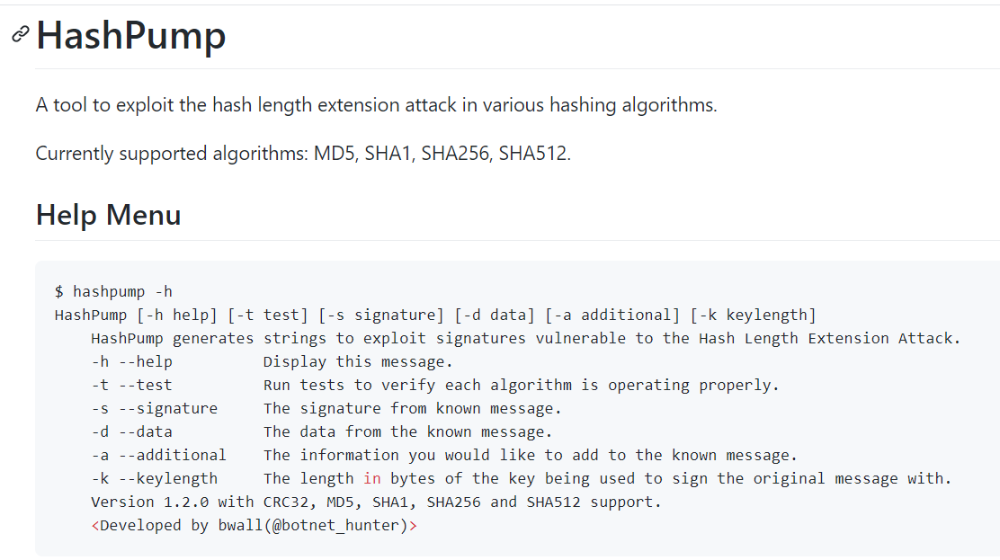 HashPump
A tool to exploit the hash length extension attack in various hashing algorithms.
Currently supported algorithms: MD5, SHA1, SHA256, SHA512.
Help Menu
$ hashpump -h
HashPump [-h help] [-t test] [-s signature] [-d data] [-a additional] [-k keylength]
    HashPump generates strings to exploit signatures vulnerable to the Hash Length Extension Attack.
    -h --help          Display this message.
    -t --test          Run tests to verify each algorithm is operating properly.
    -s --signature     The signature from known message.
    -d --data          The data from the known message.
    -a --additional    The information you would like to add to the known message.
    -k --keylength     The length in bytes of the key being used to sign the original message with.
    Version 1.2.0 with CRC32, MD5, SHA1, SHA256 and SHA512 support.
    <Developed by bwall(@botnet_hunter)>